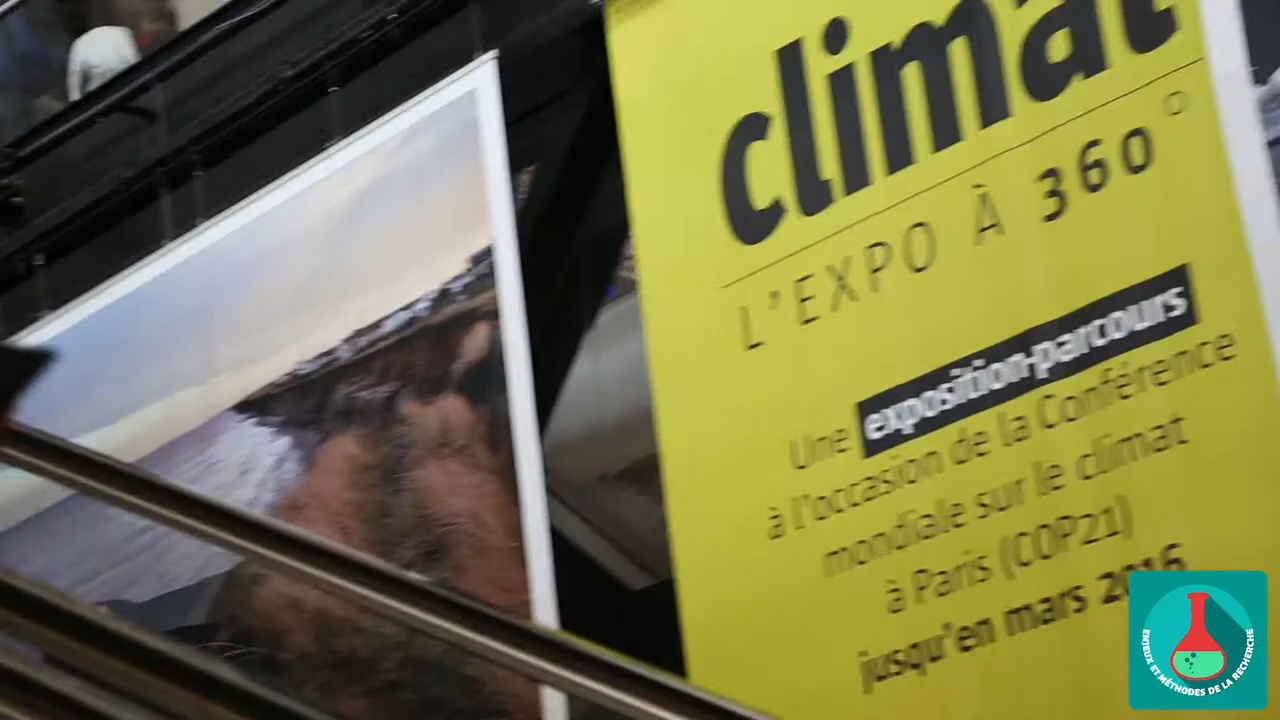 climat
L'EXPO À 360°
Une exposition-parcours
à l'occasion de la Conférence
mondiale sur le climat
à Paris (COP21)
jusqu'en mars 2016
ENJEUX ET MÉTHODES DE LA RECHERCHE